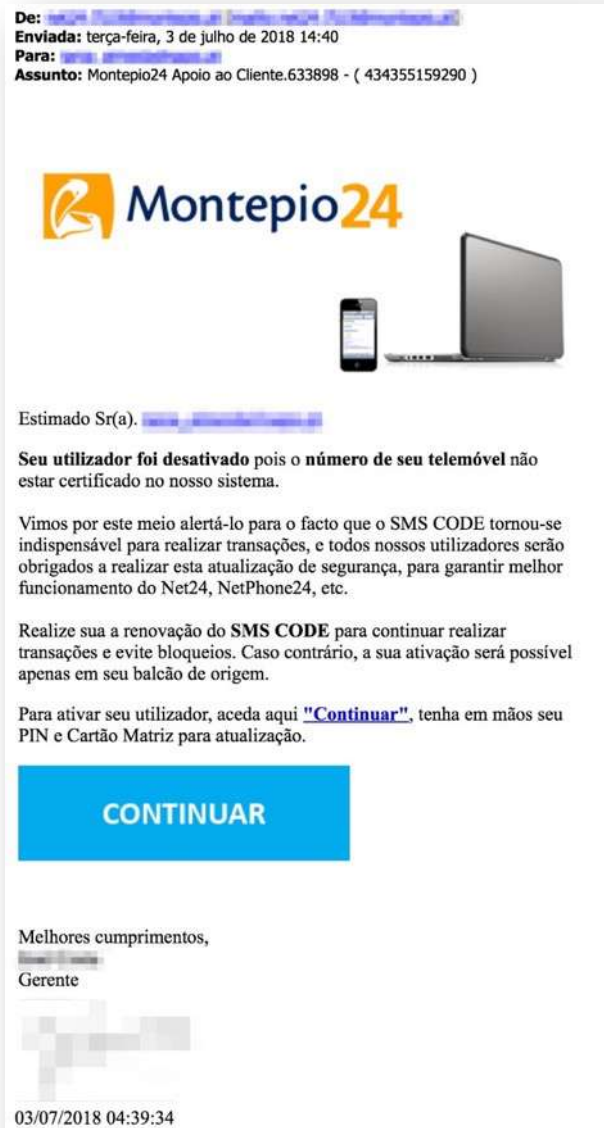 De:
Enviada: terça-feira, 3 de julho de 2018 14:40
Para:
Assunto: Montepio24 Apoio ao Cliente.633898 - ( 434355159290 )
Montepio24
Estimado Sr(a).
Seu utilizador foi desativado pois o número de seu telemóvel não
estar certificado no nosso sistema.
Vimos por este meio alertá-lo para o facto que o SMS CODE tornou-se
indispensável para realizar transações, e todos nossos utilizadores serão
obrigados a realizar esta atualização de segurança, para garantir melhor
funcionamento do Net24, NetPhone24, etc.
Realize sua a renovação do SMS CODE para continuar realizar
transações e evite bloqueios. Caso contrário, a sua ativação será possível
apenas em seu balcão de origem.
Para ativar seu utilizador, aceda aqui "Continuar", tenha em mãos seu
PIN e Cartão Matriz para atualização.
CONTINUAR
Melhores cumprimentos,
Gerente
03/07/2018 04:39:34